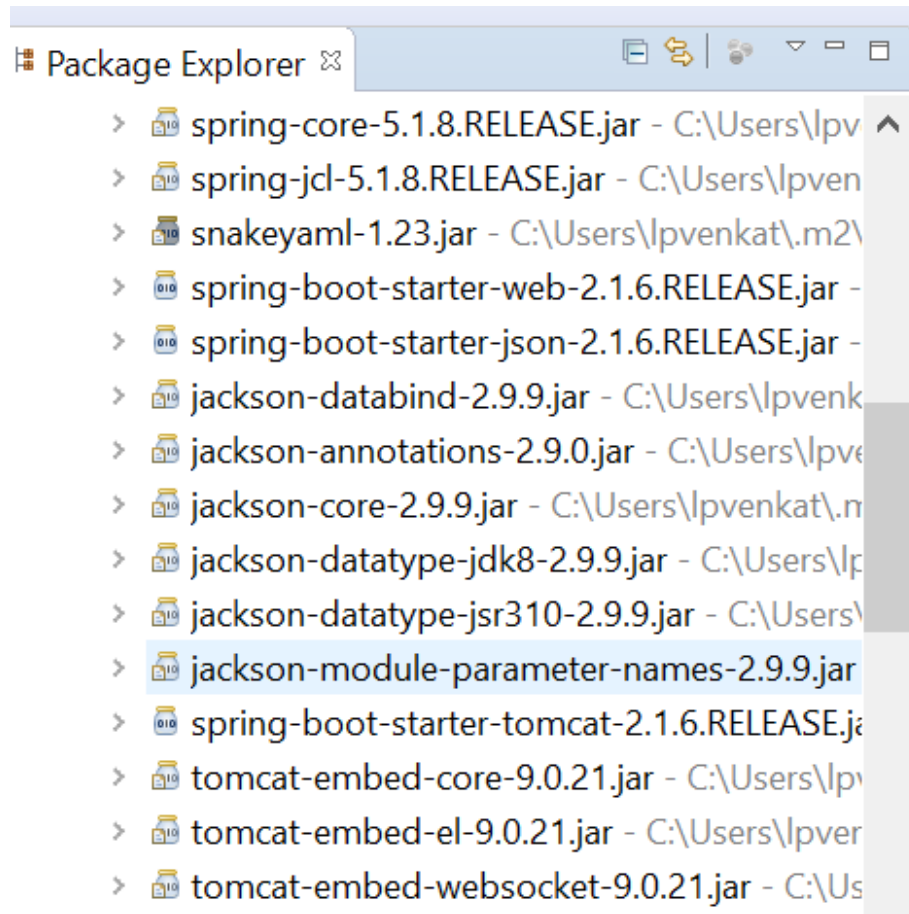 Package Explorer
spring-core-5.1.8.RELEASE.jar - C:\Users\lpv
spring-jcl-5.1.8.RELEASE.jar - C:\Users\lpven
snakeyaml-1.23.jar - C:\Users\lpvenkat\.m2\
spring-boot-starter-web-2.1.6.RELEASE.jar -
spring-boot-starter-json-2.1.6.RELEASE.jar -
jackson-databind-2.9.9.jar - C:\Users\lpvenk
jackson-annotations-2.9.0.jar - C:\Users\lpve
jackson-core-2.9.9.jar - C:\Users\lpvenkat\.m
jackson-datatype-jdk8-2.9.9.jar - C:\Users\lp
jackson-datatype-jsr310-2.9.9.jar - C:\Users\
jackson-module-parameter-names-2.9.9.jar
spring-boot-starter-tomcat-2.1.6.RELEASE.ja
tomcat-embed-core-9.0.21.jar - C:\Users\lpv
tomcat-embed-el-9.0.21.jar - C:\Users\lpven
tomcat-embed-websocket-9.0.21.jar - C:\Us